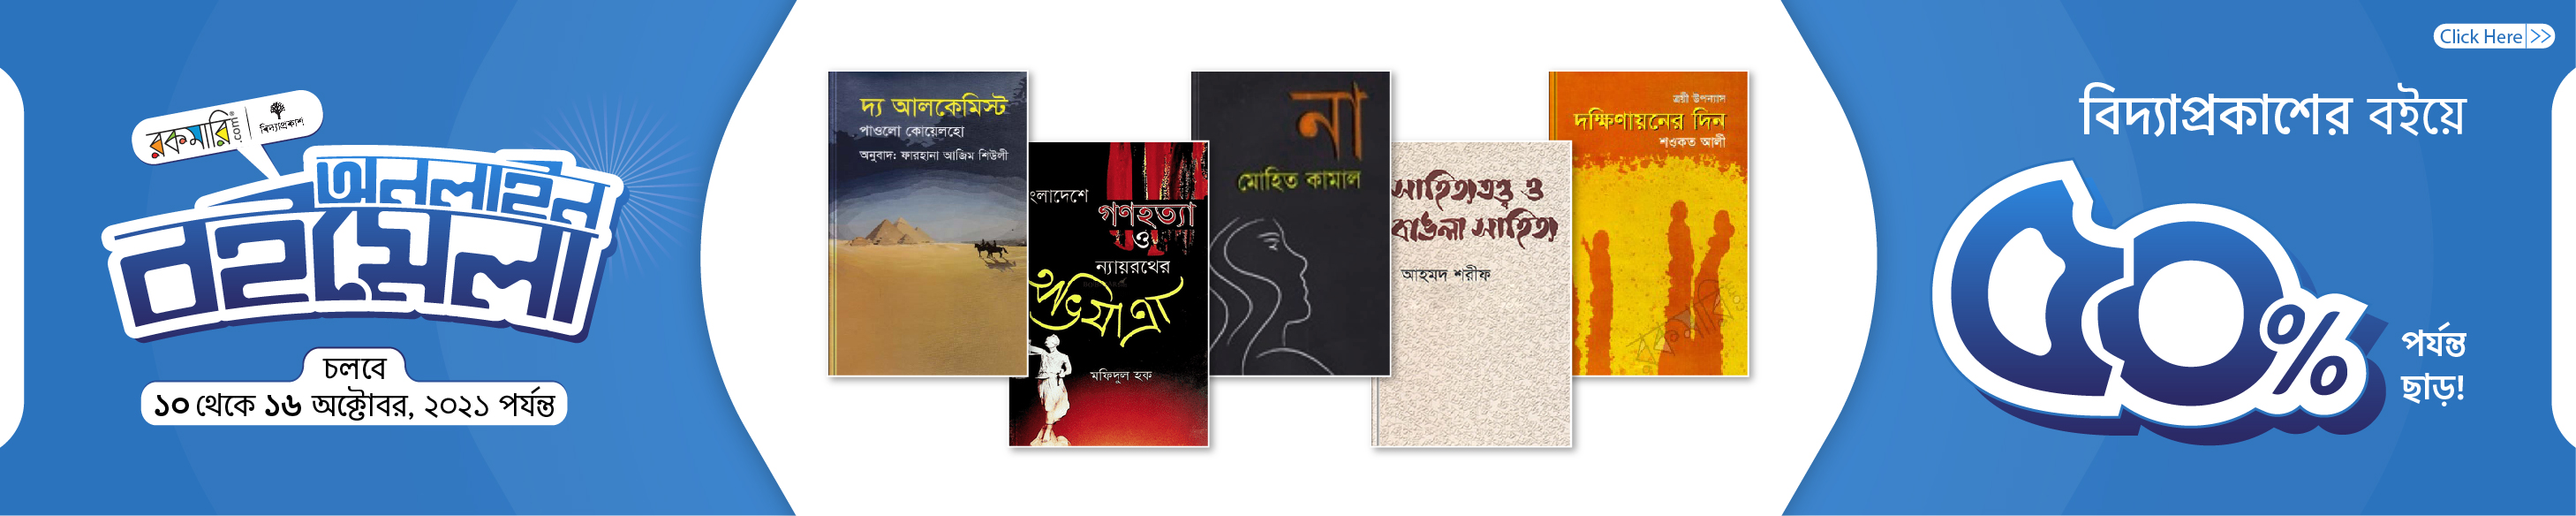 রকমারি.com
বিদ্যাপ্রকাশ
অনলাইন
বইমেলা
চলবে
১০ থেকে ১৬ অক্টোবর, ২০২১ পর্যন্ত
দ্য আলকেমিস্ট
পাওলো কোয়েলহো
অনুবাদ: ফারহানা আজিম শিউলী
ংলাদেশে
গণহত্যা
ও
ন্যায়রথের
অভিযাত্রা
মফিদুল হক
না
মোহিত কামাল
সাহিত্যতত্ত্ব ও
বাঙলা সাহিত্য
আহমদ শরীফ
ত্রয়ী উপন্যাস
দক্ষিণায়নের দিন
শওকত আলী
রকমারি
Click Here >>
বিদ্যাপ্রকাশের বইয়ে
৫০%
পর্যন্ত
ছাড়!